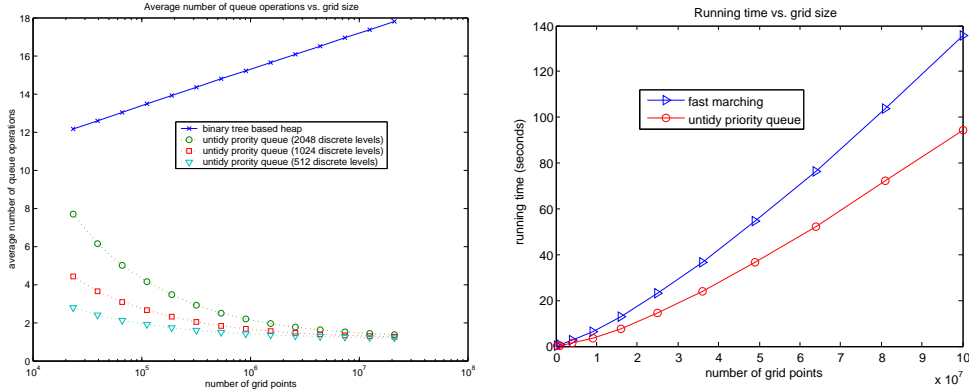 Average number of queue operations vs. grid size
average number of queue operations
18
16
14
12
10
8
6
4
2
0
binary tree based heap
untidy prority queue (2048 discrete levels)
untidy prority queue (1024 discrete levels)
untidy prority queue (512 discrete levels)
10^4
10^5
10^6
10^7
10^8
number of grid points
Running time vs. grid size
running time (seconds)
140
120
100
80
60
40
20
0
fast marching
untidy priority queue
0
1
2
3
4
5
6
7
8
9
10
x 10^7
number of grid points